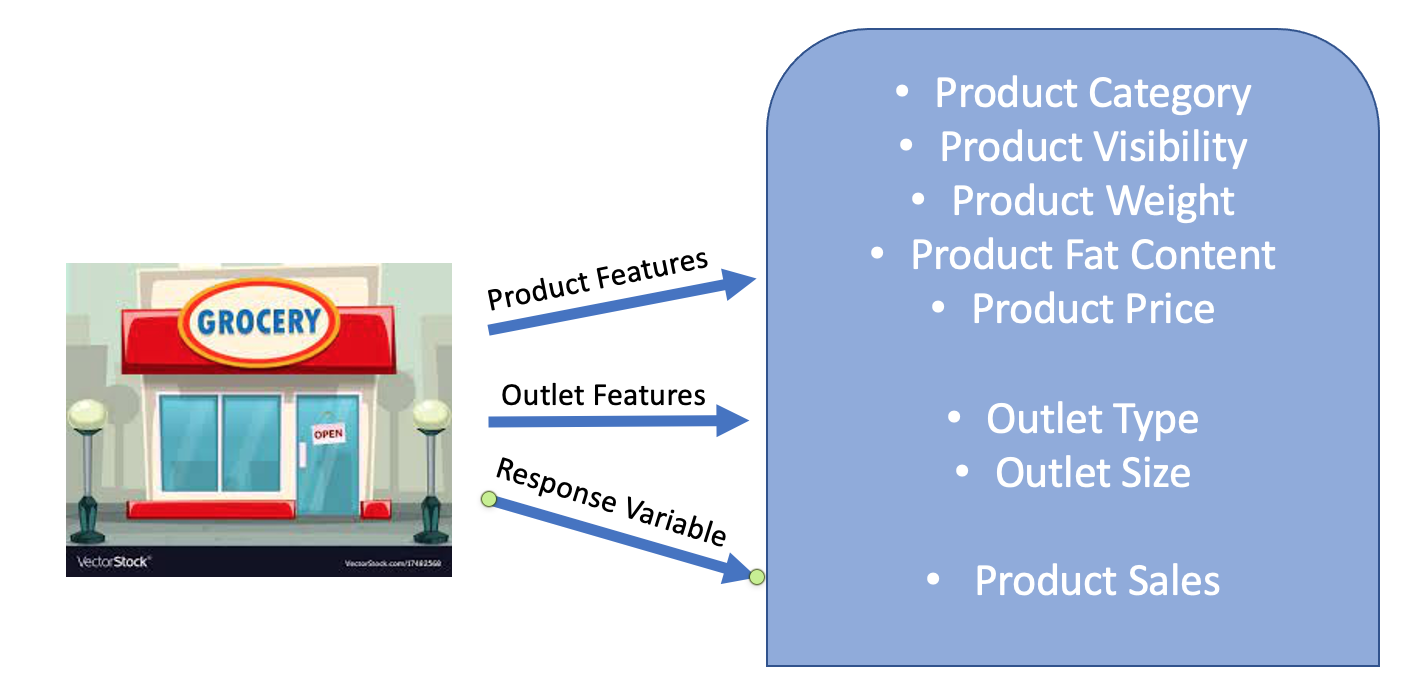 GROCERY
OPEN
VectorStock®
VectorStock.com/17482568
Product Features
Outlet Features
Response Variable
• Product Category
• Product Visibility
• Product Weight
• Product Fat Content
• Product Price
• Outlet Type
• Outlet Size
• Product Sales